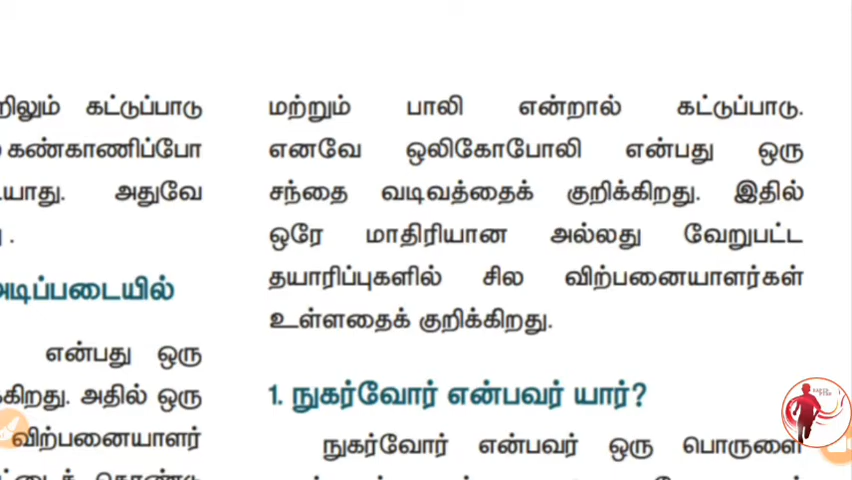 கட்டுப்பாடு
கண்காணிப்போ
அதுவே
அடிப்படையில்
என்பது ஒரு
அதில் ஒரு
விற்பனையாளர்
மற்றும் பாலி என்றால் கட்டுப்பாடு.
எனவே ஒலிகோபோலி என்பது ஒரு
சந்தை வடிவத்தைக் குறிக்கிறது. இதில்
ஒரே மாதிரியான அல்லது வேறுபட்ட
தயாரிப்புகளில் சில விற்பனையாளர்கள்
உள்ளதைக் குறிக்கிறது.
1. நுகர்வோர் என்பவர் யார்?
நுகர்வோர் என்பவர் ஒரு பொருளை